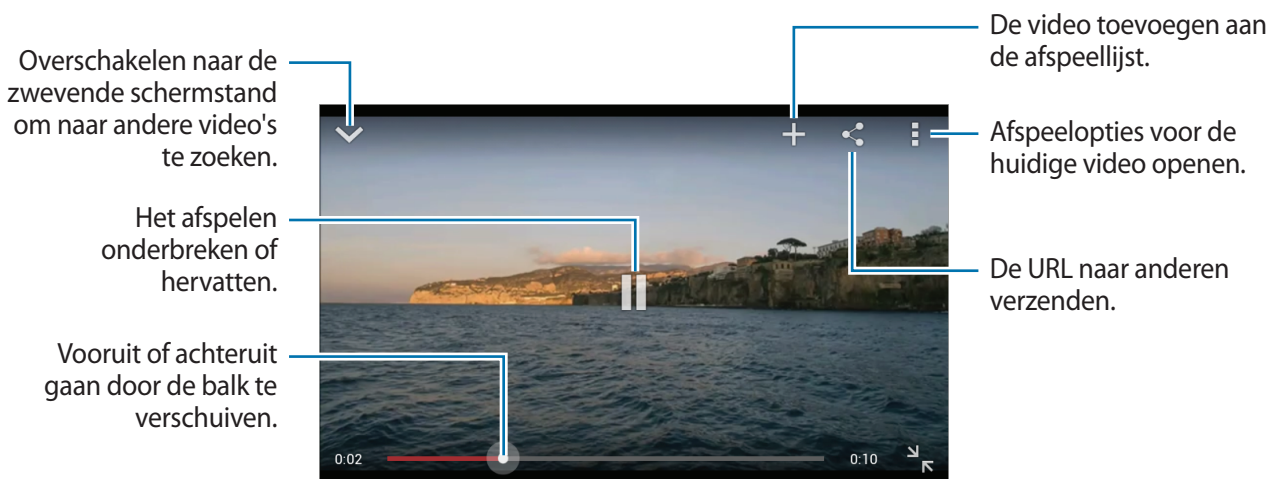 Overschakelen naar de
zwevende schermstand
om naar andere video's
te zoeken.
Het afspelen
onderbreken of
hervatten.
Vooruit of achteruit
gaan door de balk te
verschuiven.
De video toevoegen aan
de afspeellijst.
Afspeelopties voor de
huidige video openen.
De URL naar anderen
verzenden.
0:02
0:10